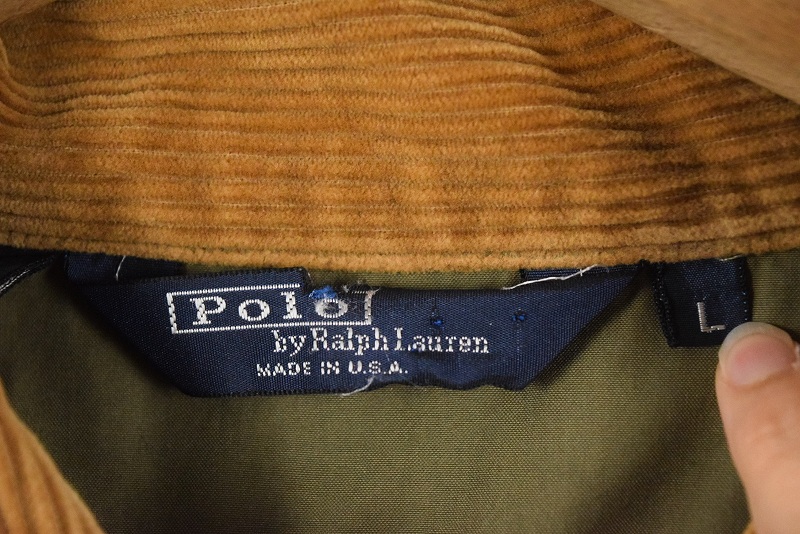 Polo
by Ralph Lauren
MADE IN U.S.A.
L